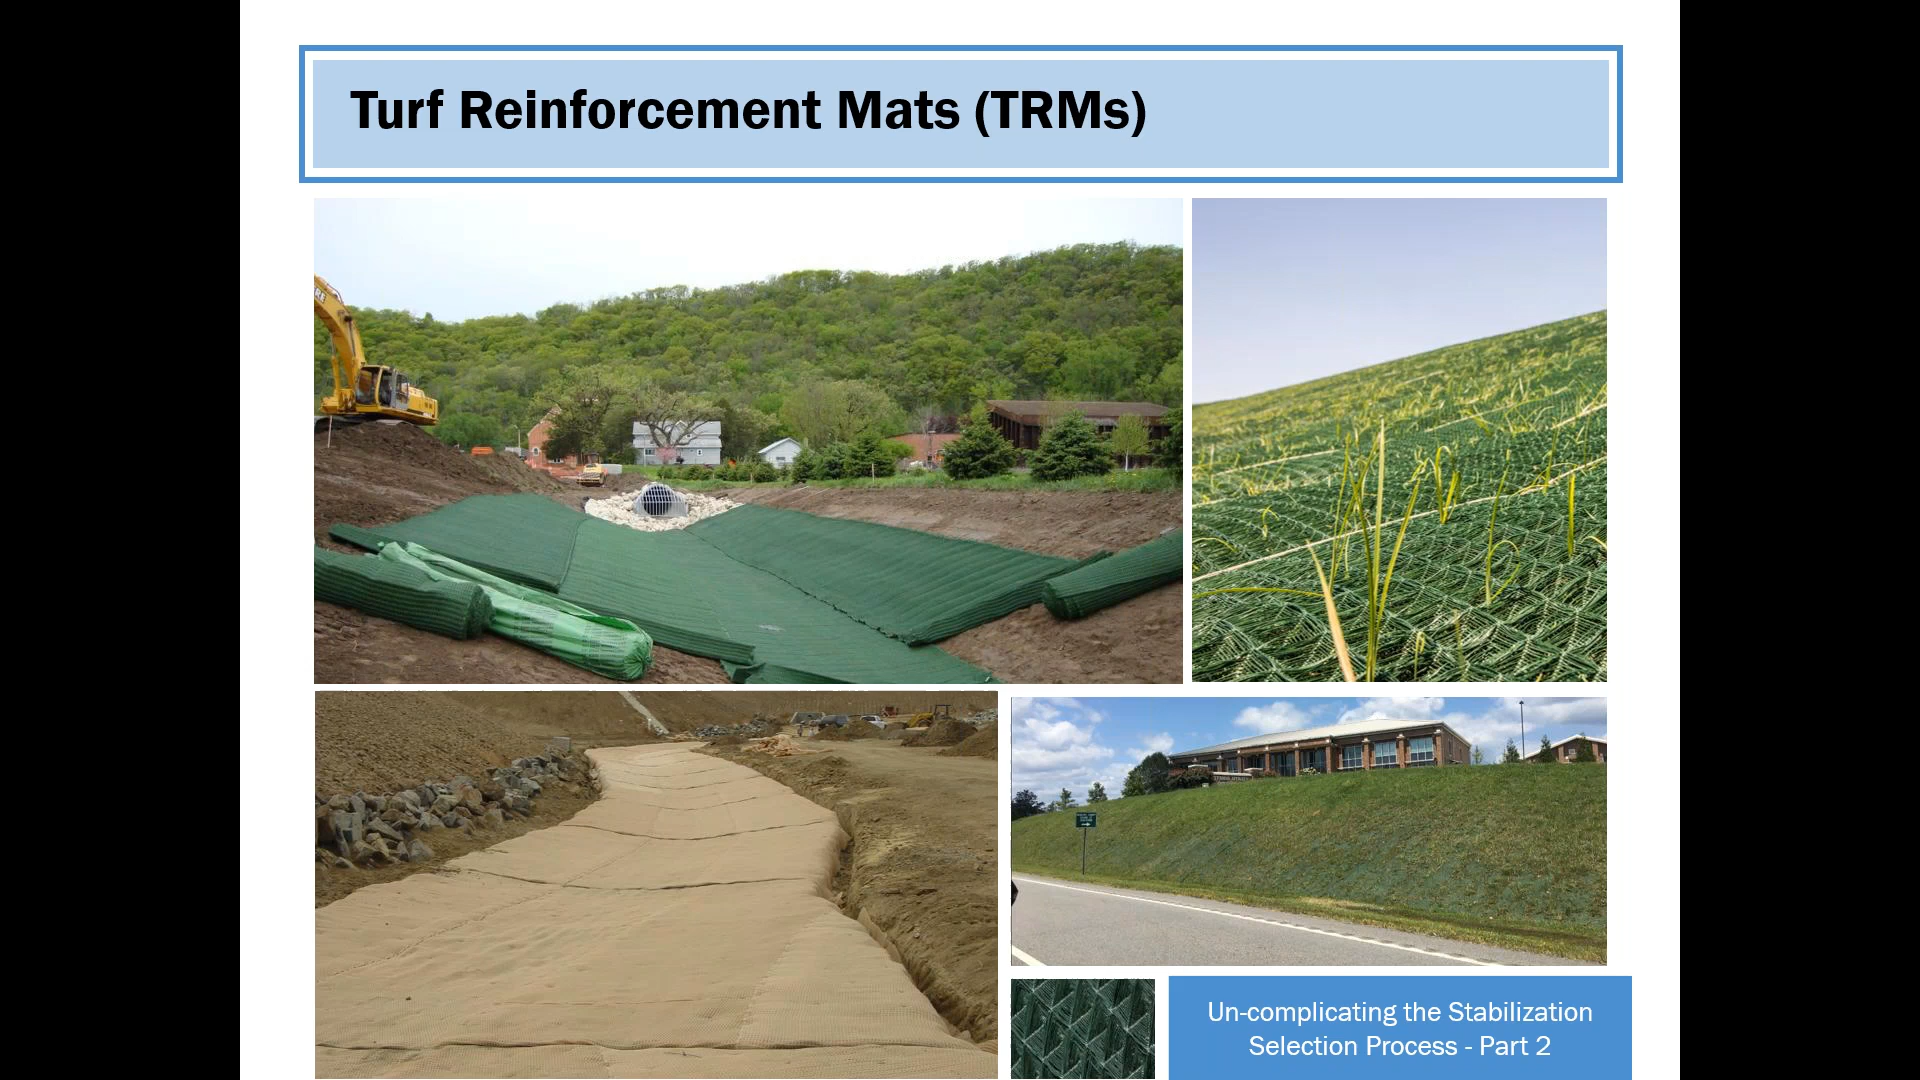 Turf Reinforcement Mats (TRMs)
Un-complicating the Stabilization
Selection Process - Part 2